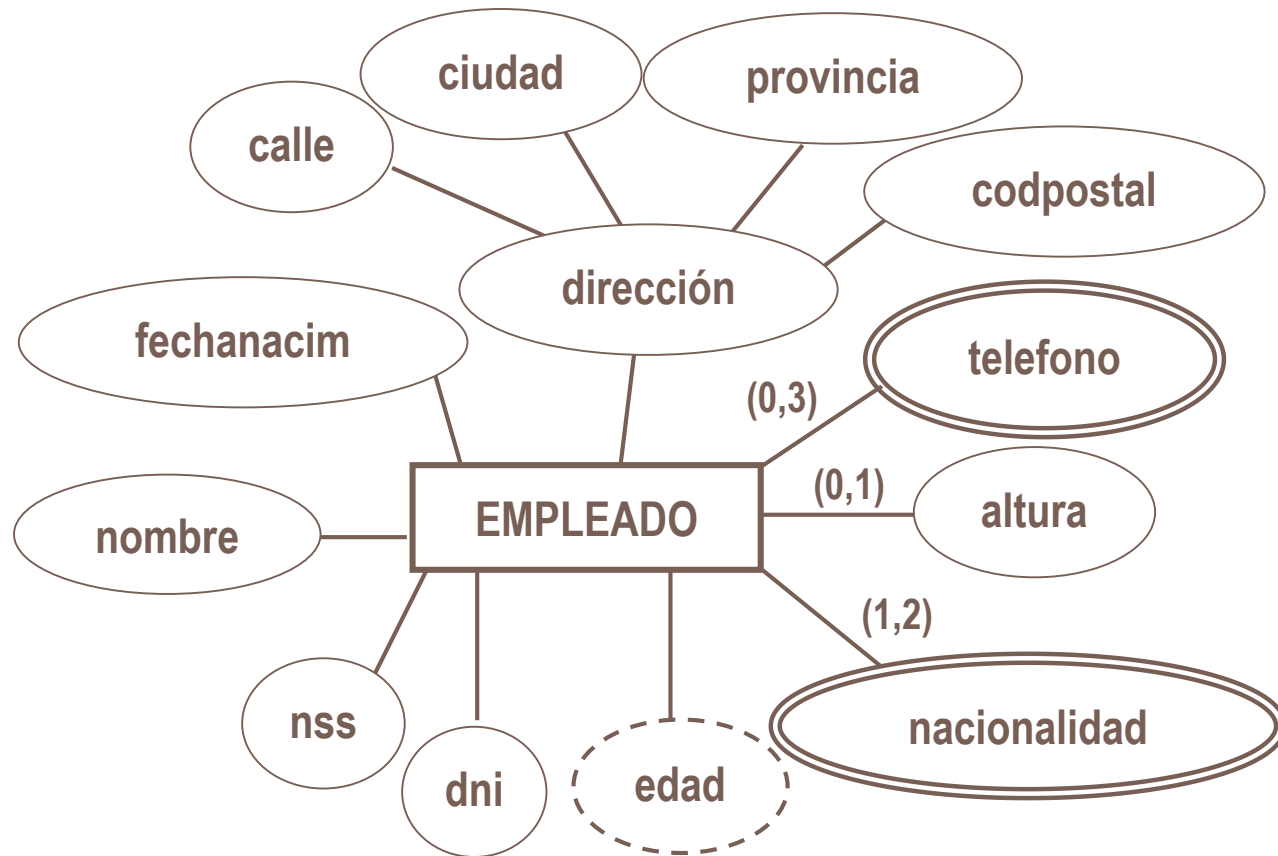 ciudad
provincia
calle
codpostal
dirección
fechanacim
telefono
(0,3)
(0,1)
altura
EMPLEADO
nombre
(1,2)
nss
nacionalidad
dni
edad